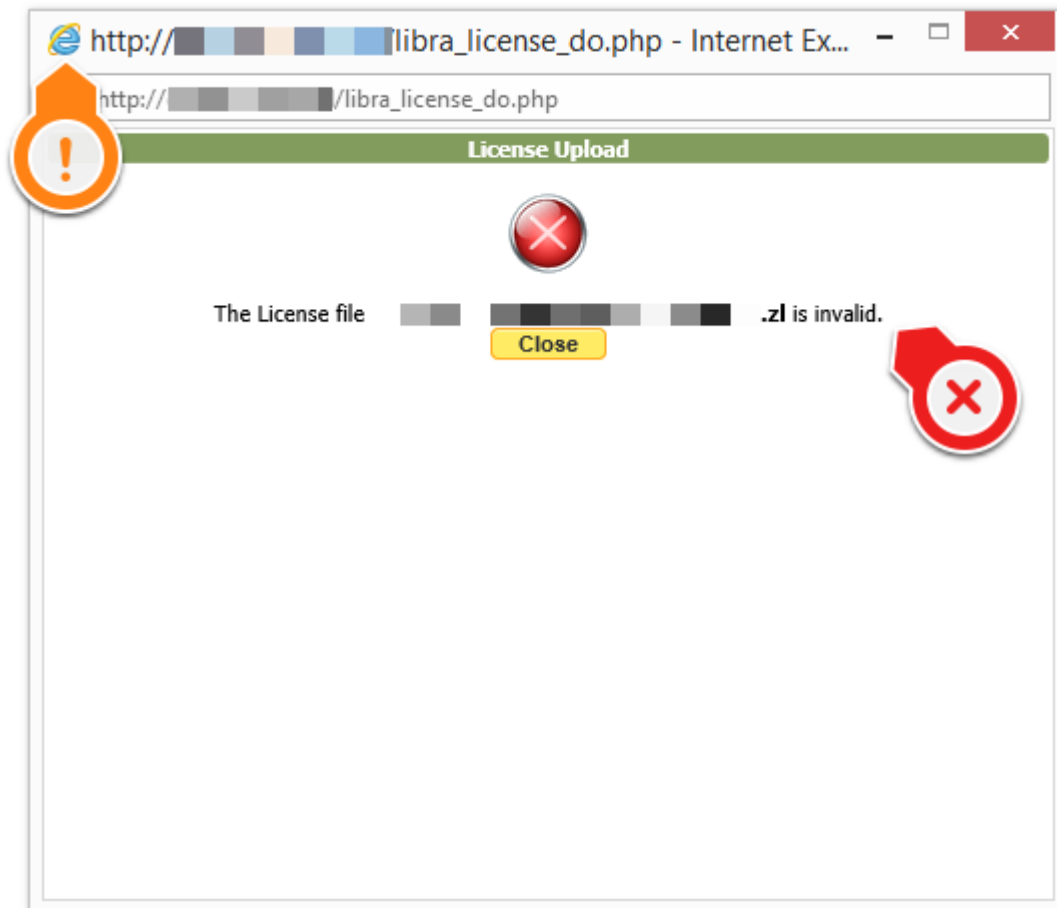 http:// /libra_license_do.php - Internet Ex...
http:// /libra_license_do.php
License Upload
The License file .zl is invalid.
Close